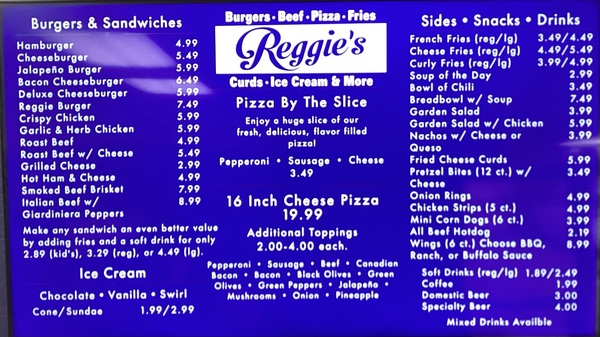 Burgers & Sandwiches
Hamburger 4.99
Cheeseburger 5.49
Jalapeño Burger 5.99
Bacon Cheeseburger 6.49
Deluxe Cheeseburger 5.99
Reggie Burger 7.49
Crispy Chicken 5.99
Garlic & Herb Chicken 5.99
Roast Beef 4.99
Roast Beef w/ Cheese 5.49
Grilled Cheese 2.99
Hot Ham & Cheese 4.99
Smoked Beef Brisket 7.99
Italian Beef w/ 8.99
Giardiniera Peppers
Make any sandwich an even better value
by adding fries and a soft drink for only
2.89 (kid's), 3.29 (reg), or 4.49 (lg).
Ice Cream
Chocolate • Vanilla • Swirl
Cone/Sundae 1.99/2.99
Burgers • Beef • Pizza • Fries
Reggie's
Curds • Ice Cream & More
Pizza By The Slice
Enjoy a huge slice of our
fresh, delicious, flavor filled
pizza!
Pepperoni • Sausage • Cheese
3.49
16 Inch Cheese Pizza
19.99
Additional Toppings
2.00-4.00 each.
Pepperoni • Sausage • Beef • Canadian
Bacon • Bacon • Black Olives • Green
Olives • Green Peppers • Jalapeño •
Mushrooms • Onion • Pineapple
Sides • Snacks • Drinks
French Fries (reg/lg) 3.49/4.49
Cheese Fries (reg/lg) 4.49/5.49
Curly Fries (reg/lg) 3.99/4.99
Soup of the Day 2.99
Bowl of Chili 3.49
Breadbowl w/ Soup 7.49
Garden Salad 3.99
Garden Salad w/ Chicken 5.99
Nachos w/ Cheese or 3.99
Queso
Fried Cheese Curds 5.99
Pretzel Bites (12 ct.) w/ 3.49
Cheese
Onion Rings 4.99
Chicken Strips (5 ct.) 4.99
Mini Corn Dogs (6 ct.) 3.99
All Beef Hotdog 2.19
Wings (6 ct.) Choose BBQ, 8.99
Ranch, or Buffalo Sauce
Soft Drinks (reg/lg) 1.89/2.49
Coffee 1.99
Domestic Beer 3.00
Specialty Beer 4.00
Mixed Drinks Availble